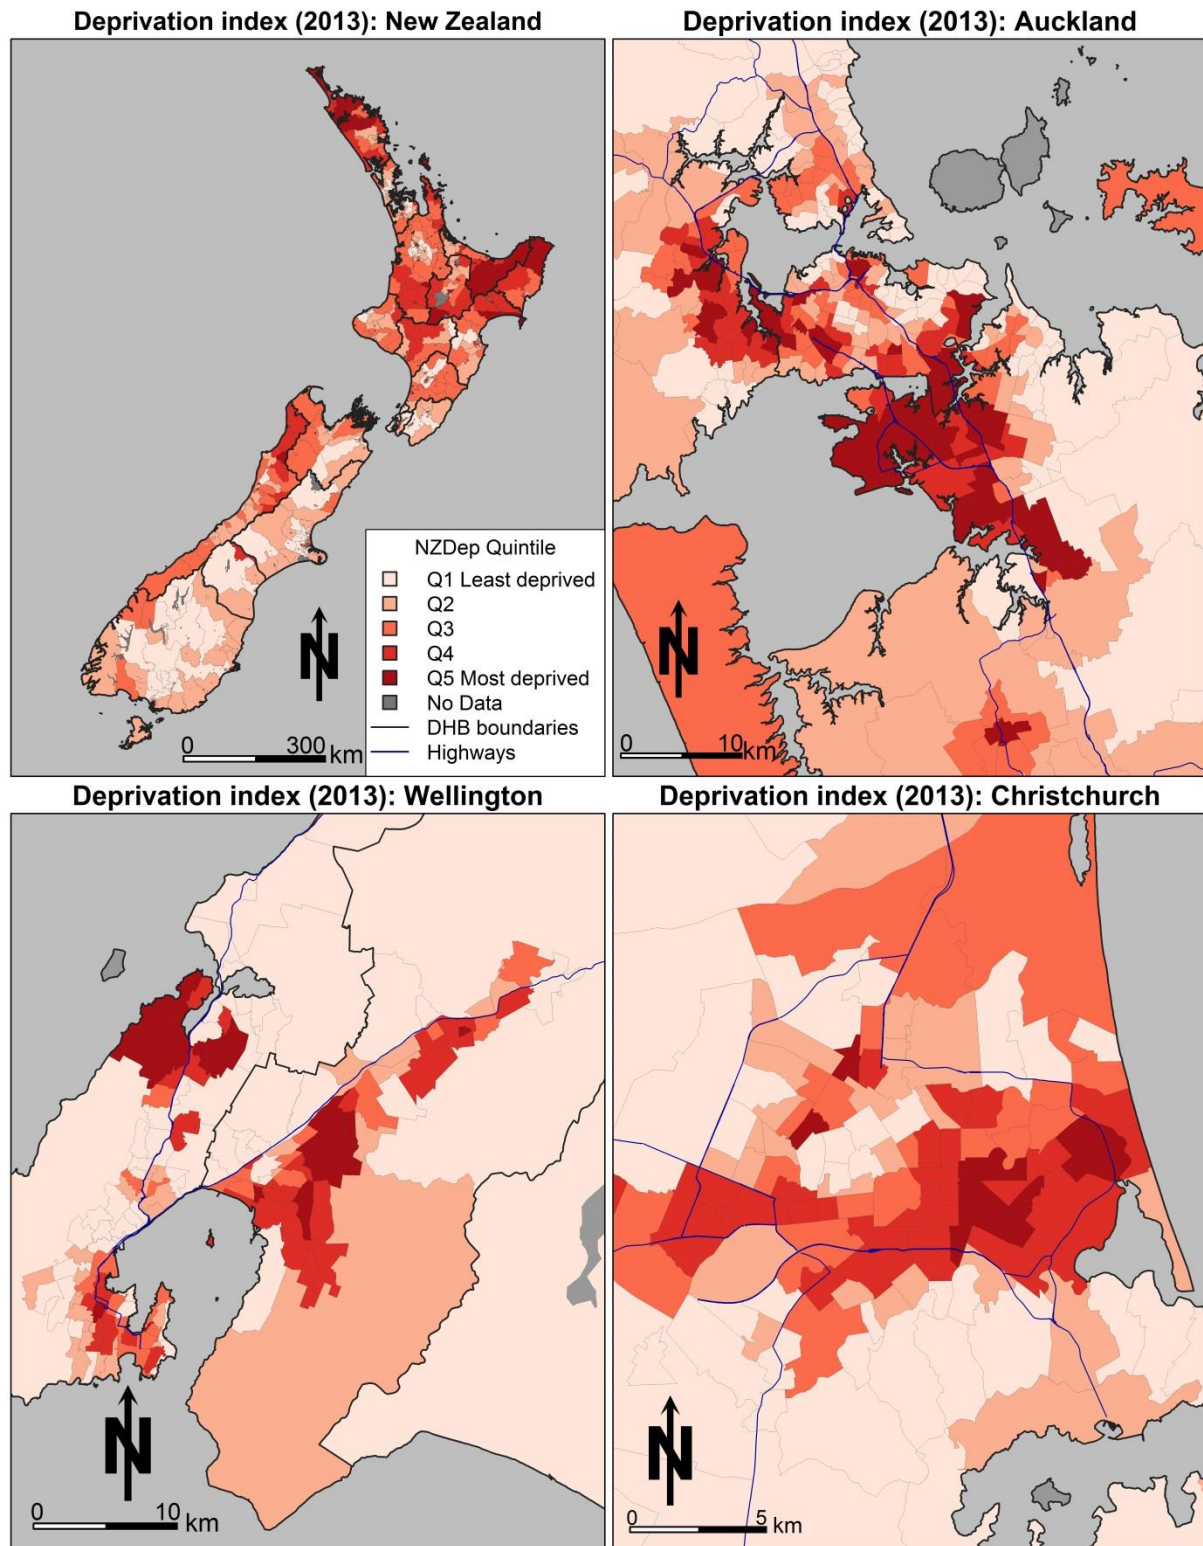 Deprivation index (2013): New Zealand
NZDep Quintile
Q1 Least deprived
Q2
Q3
Q4
Q5 Most deprived
No Data
DHB boundaries
Highways
N
0 300 km
Deprivation index (2013): Auckland
N
0 10 km
Deprivation index (2013): Wellington
N
0 10 km
Deprivation index (2013): Christchurch
N
0 5 km